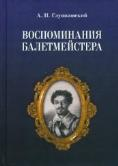 А. П. Глушковский
ВОСПОМИНАНИЯ
БАЛЕТМЕЙСТЕРА